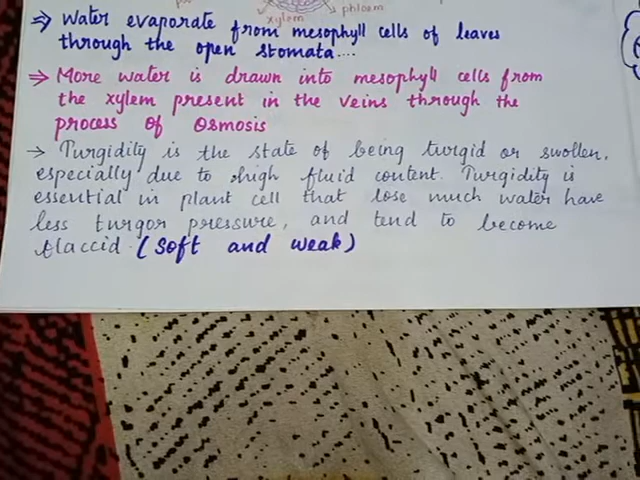 xylem phloem
⇒ Water evaporate from mesophyll cells of leaves
through the open stomata....
⇒ More water is drawn into mesophyll cells from
the xylem present in the veins through the
process of Osmosis
→ Turgidity is the state of being turgid or swollen,
especially due to high fluid content. Turgidity is
essential in plant cell that lose much water have
less turgor pressure, and tend to become
flaccid. (Soft and weak)